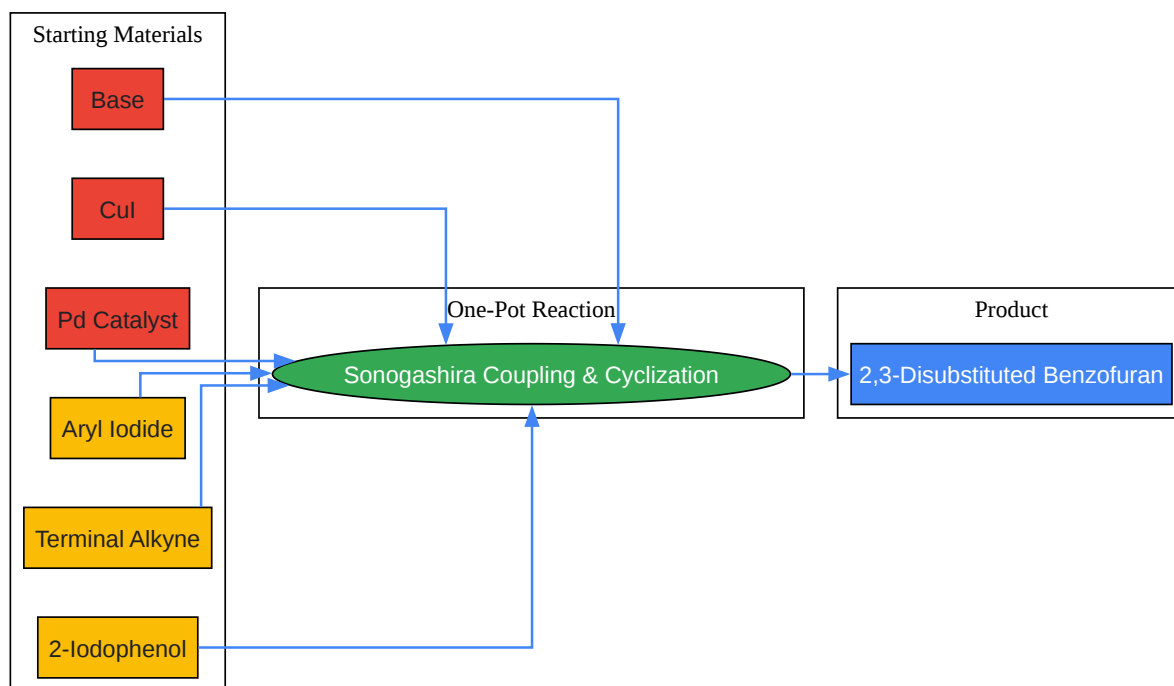 Starting Materials
Base
CuI
Pd Catalyst
Aryl Iodide
Terminal Alkyne
2-Iodophenol
One-Pot Reaction
Sonogashira Coupling & Cyclization
Product
2,3-Disubstituted Benzofuran